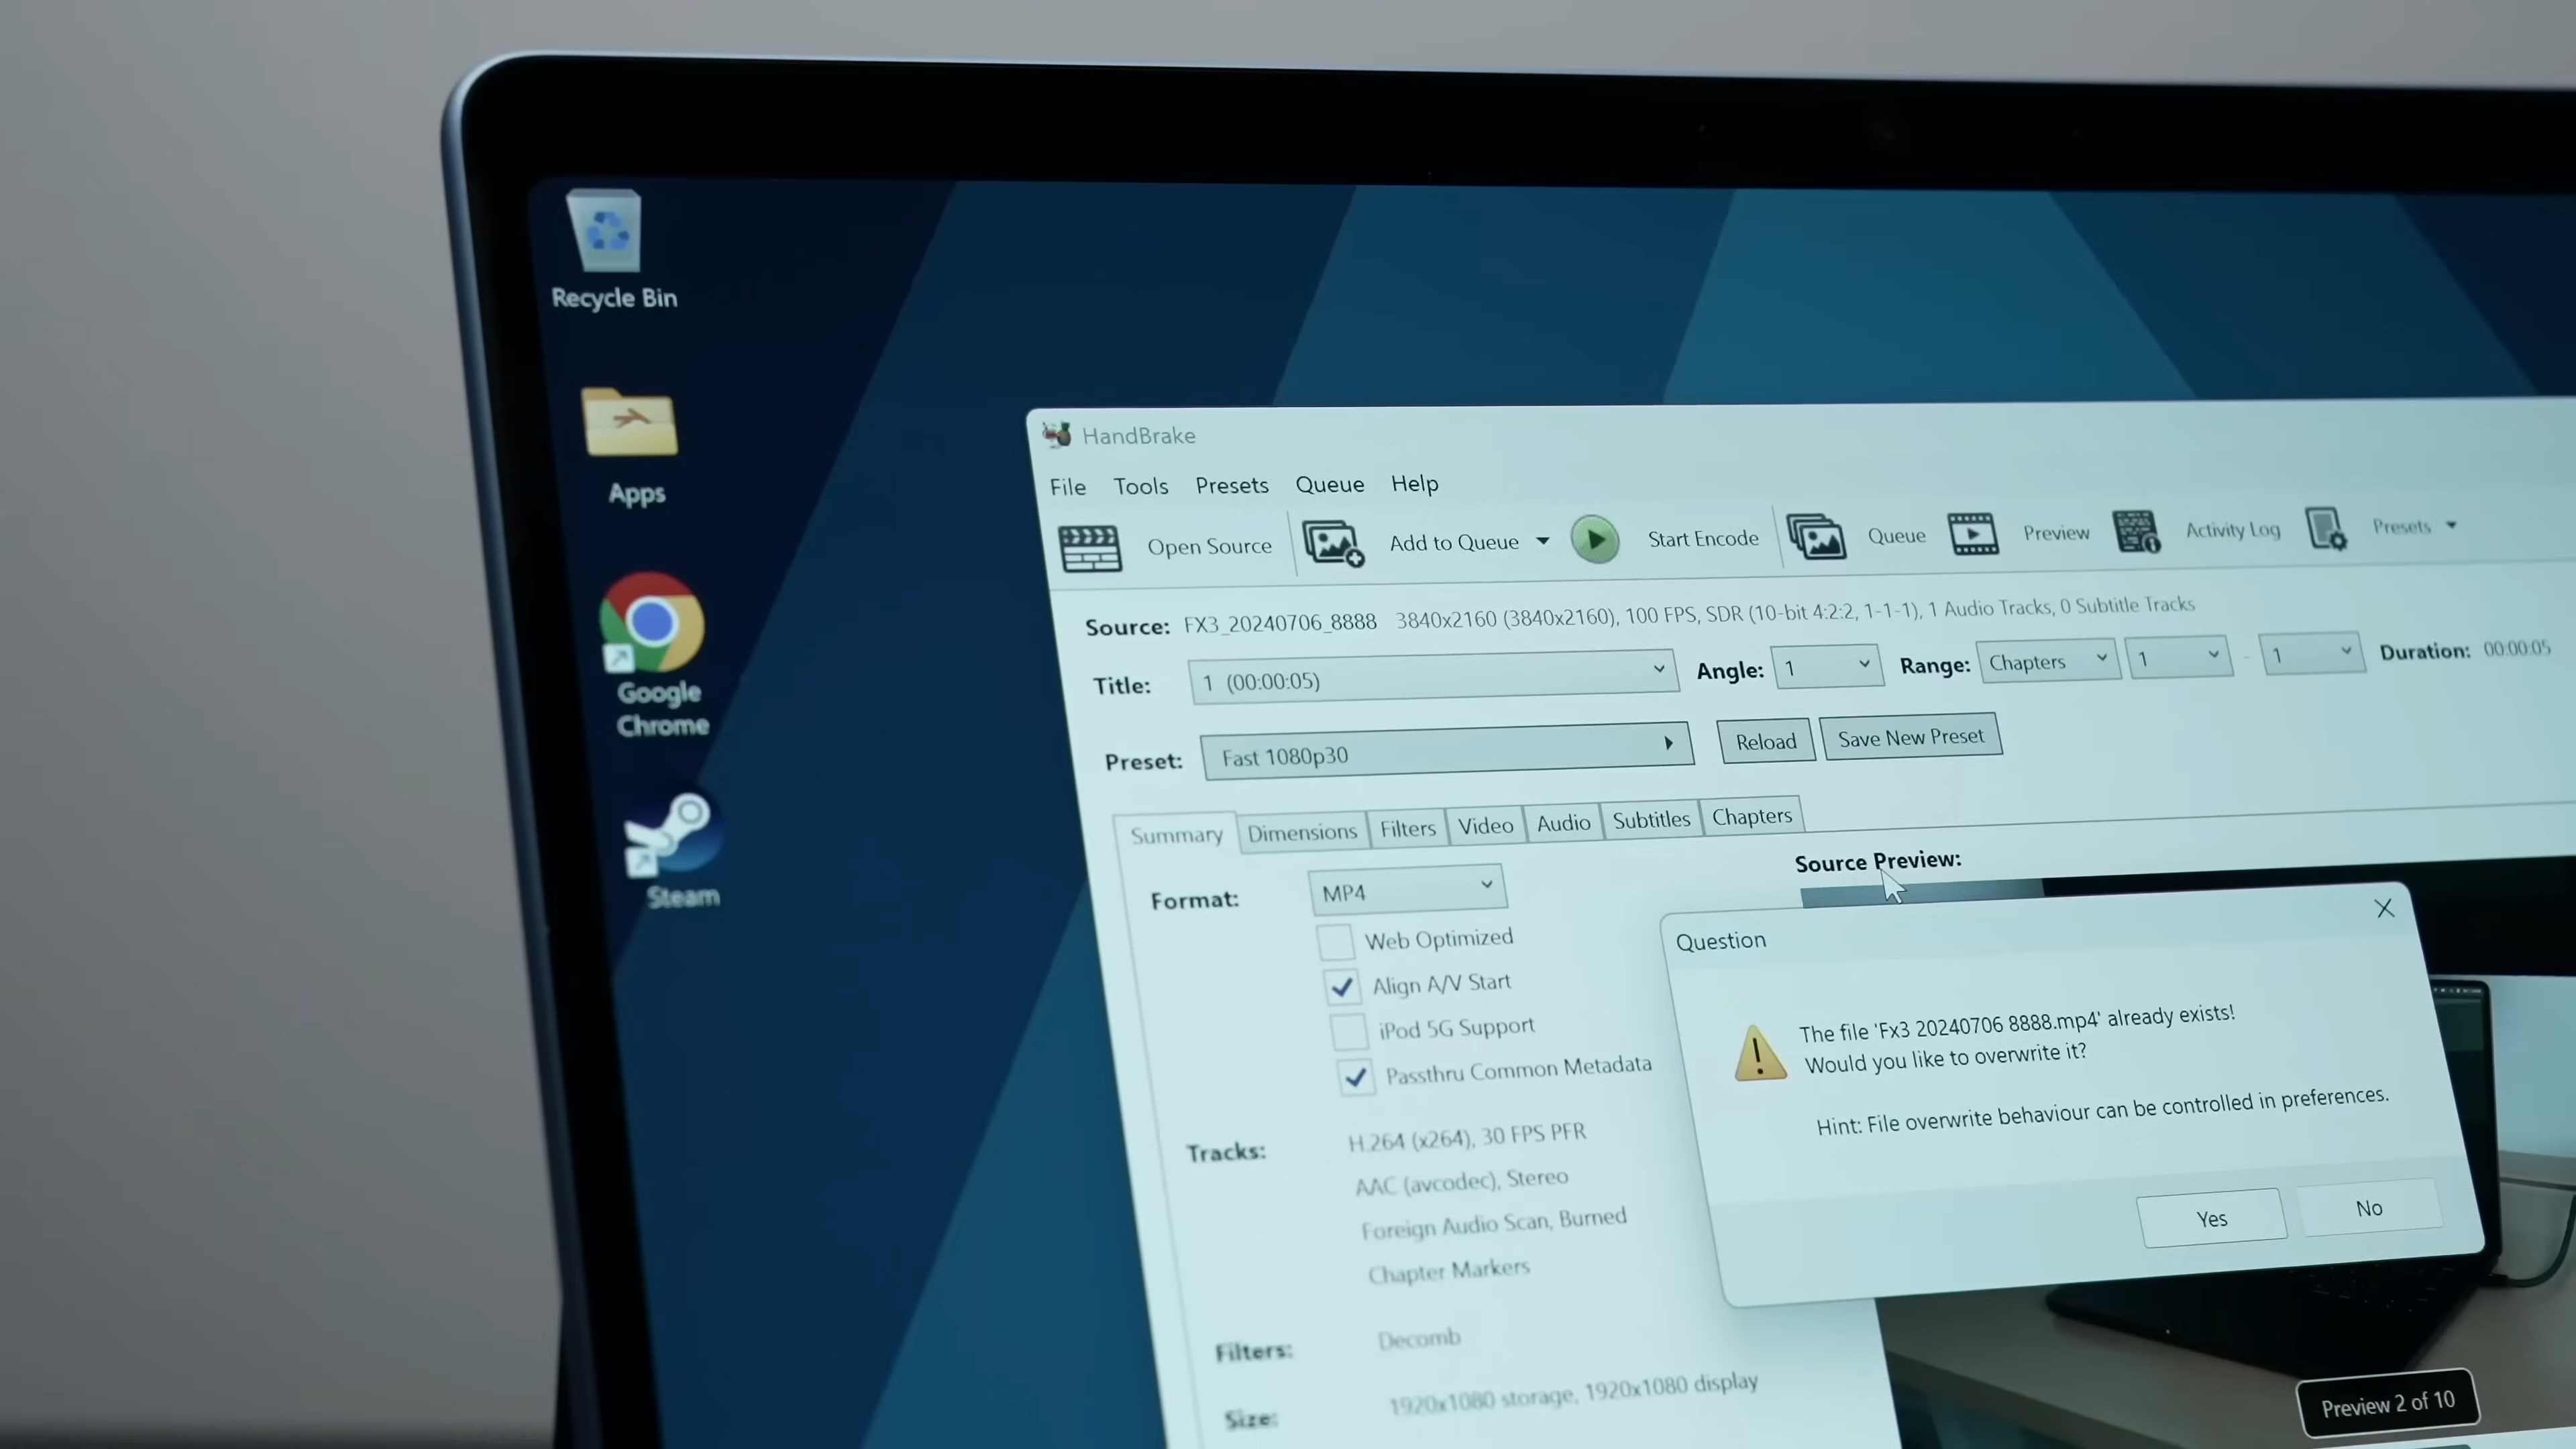 Recycle Bin
Apps
Google
Chrome
Steam
HandBrake
File Tools Presets Queue Help
Open Source Add to Queue Start Encode Queue Preview Activity Log Presets
Source: FX3_20240706_8888 3840x2160 (3840x2160), 100 FPS, SDR (10-bit 4:2:2, 1-1-1), 1 Audio Tracks, 0 Subtitle Tracks
Title: 1 (00:00:05) Angle: 1 Range: Chapters 1 - 1 Duration: 00:00:05
Preset: Fast 1080p30 Reload Save New Preset
Summary Dimensions Filters Video Audio Subtitles Chapters
Format: MP4
Web Optimized
Align A/V Start
iPod 5G Support
Passthru Common Metadata
Tracks: H.264 (x264), 30 FPS PFR
AAC (avcodec), Stereo
Foreign Audio Scan, Burned
Chapter Markers
Filters: Decomb
Size: 1920x1080 storage, 1920x1080 display
Source Preview:
Question
The file 'Fx3 20240706 8888.mp4' already exists!
Would you like to overwrite it?
Hint: File overwrite behaviour can be controlled in preferences.
Yes No
Preview 2 of 10